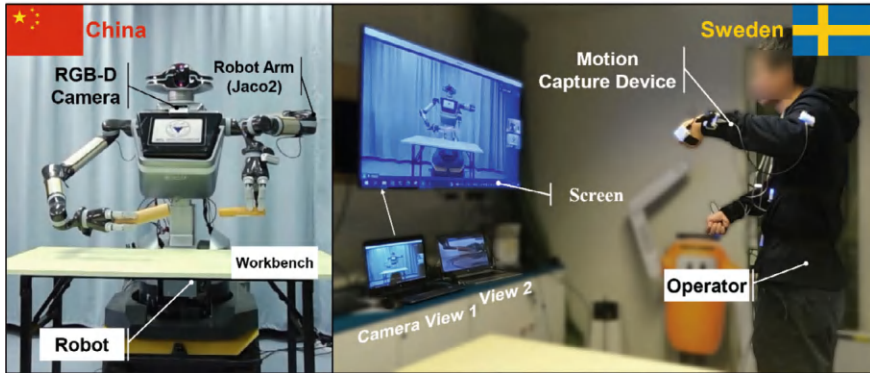 China
RGB-D
Camera
Robot Arm
(Jaco2)
Workbench
Robot
Sweden
Motion
Capture Device
Screen
Camera View 1
View 2
Operator